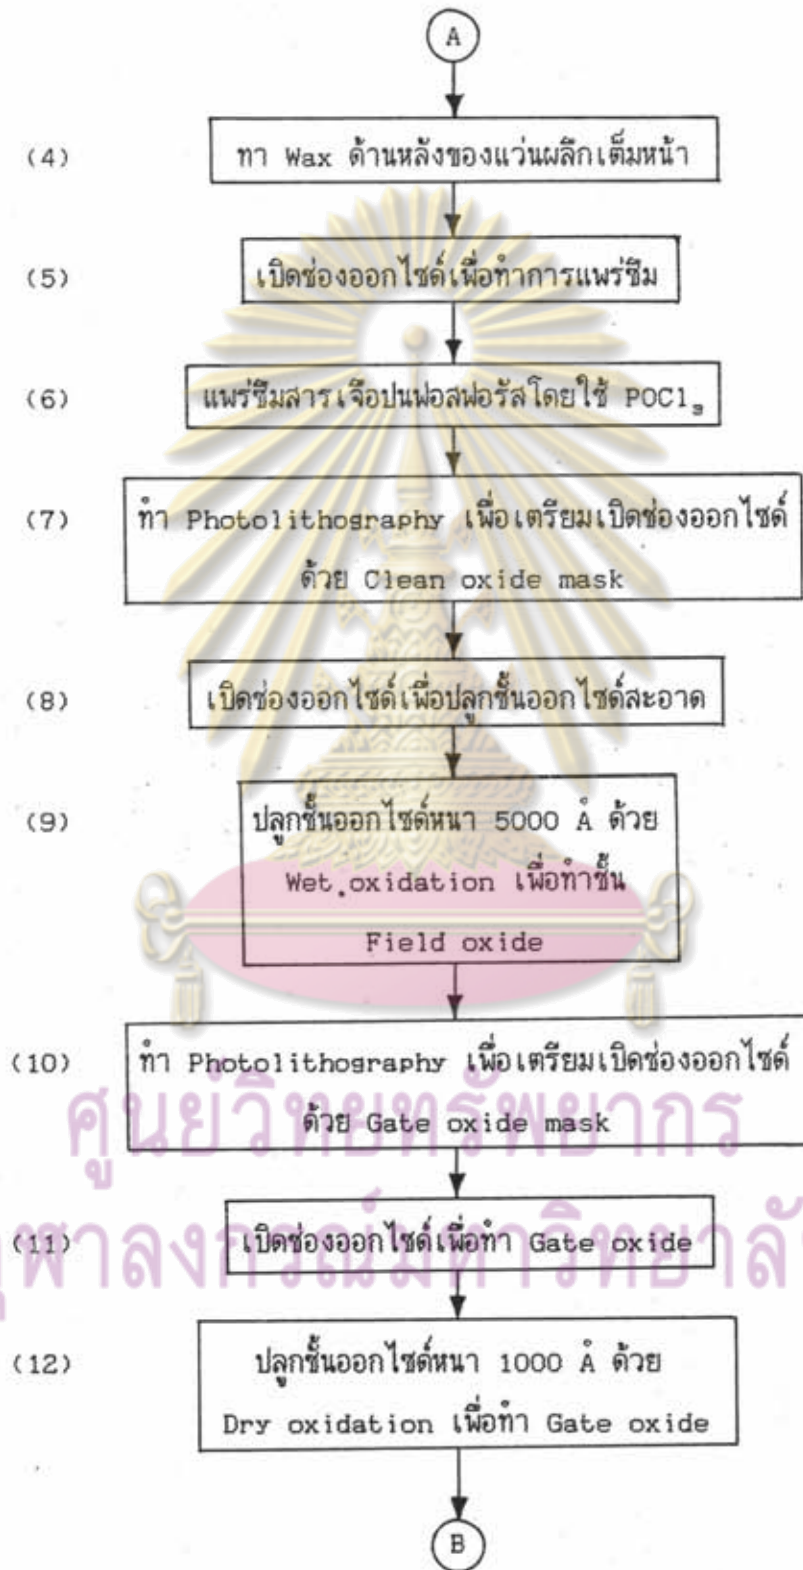 A
(4) ทา Wax ด้านหลังของแว่นผลึกเต็มหน้า
(5) เปิดช่องออกไซด์เพื่อทำการแพร่ซึม
(6) แพร่ซึมสารเจือปนฟอสฟอรัสโดยใช้ POCl₃
(7) ทำ Photolithography เพื่อเตรียมเปิดช่องออกไซด์
ด้วย Clean oxide mask
(8) เปิดช่องออกไซด์เพื่อปลูกชั้นออกไซด์สะอาด
(9) ปลูกชั้นออกไซด์หนา 5000 Å ด้วย
Wet oxidation เพื่อทำชั้น
Field oxide
(10) ทำ Photolithography เพื่อเตรียมเปิดช่องออกไซด์
ด้วย Gate oxide mask
ศูนย์วิทยทรัพยากร
(11) เปิดช่องออกไซด์เพื่อทำ Gate oxide
(12) ปลูกชั้นออกไซด์หนา 1000 Å ด้วย
Dry oxidation เพื่อทำ Gate oxide
B